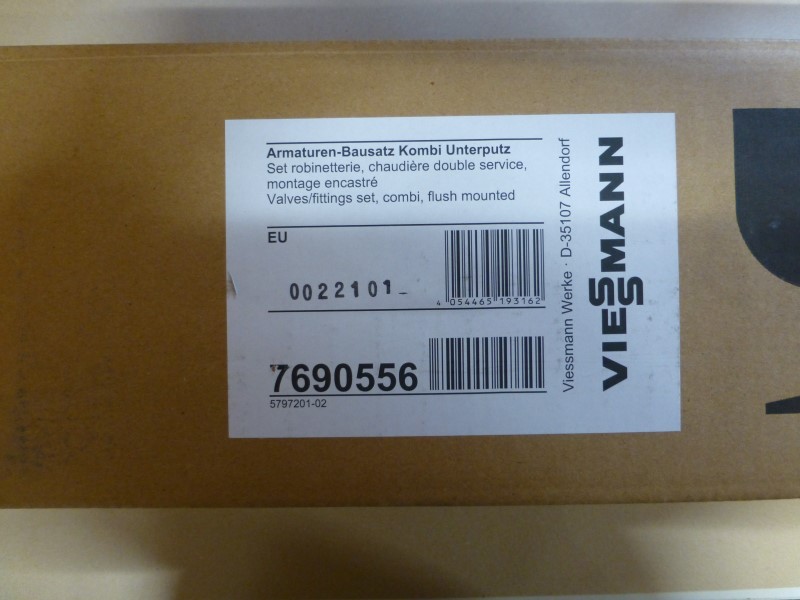 Armaturen-Bausatz Kombi Unterputz
Set robinetterie, chaudière double service,
montage encastré
Valves/fittings set, combi, flush mounted
EU
0022101
4 054465 193162
7690556
5797201-02
Viessmann Werke · D-35107 Allendorf
VIESSMANN